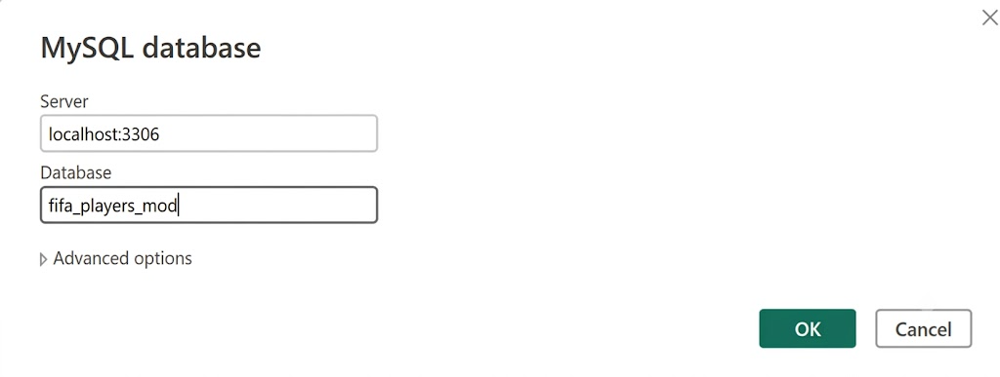 MySQL database
Server
localhost:3306
Database
fifa_players_mod
Advanced options
OK
Cancel